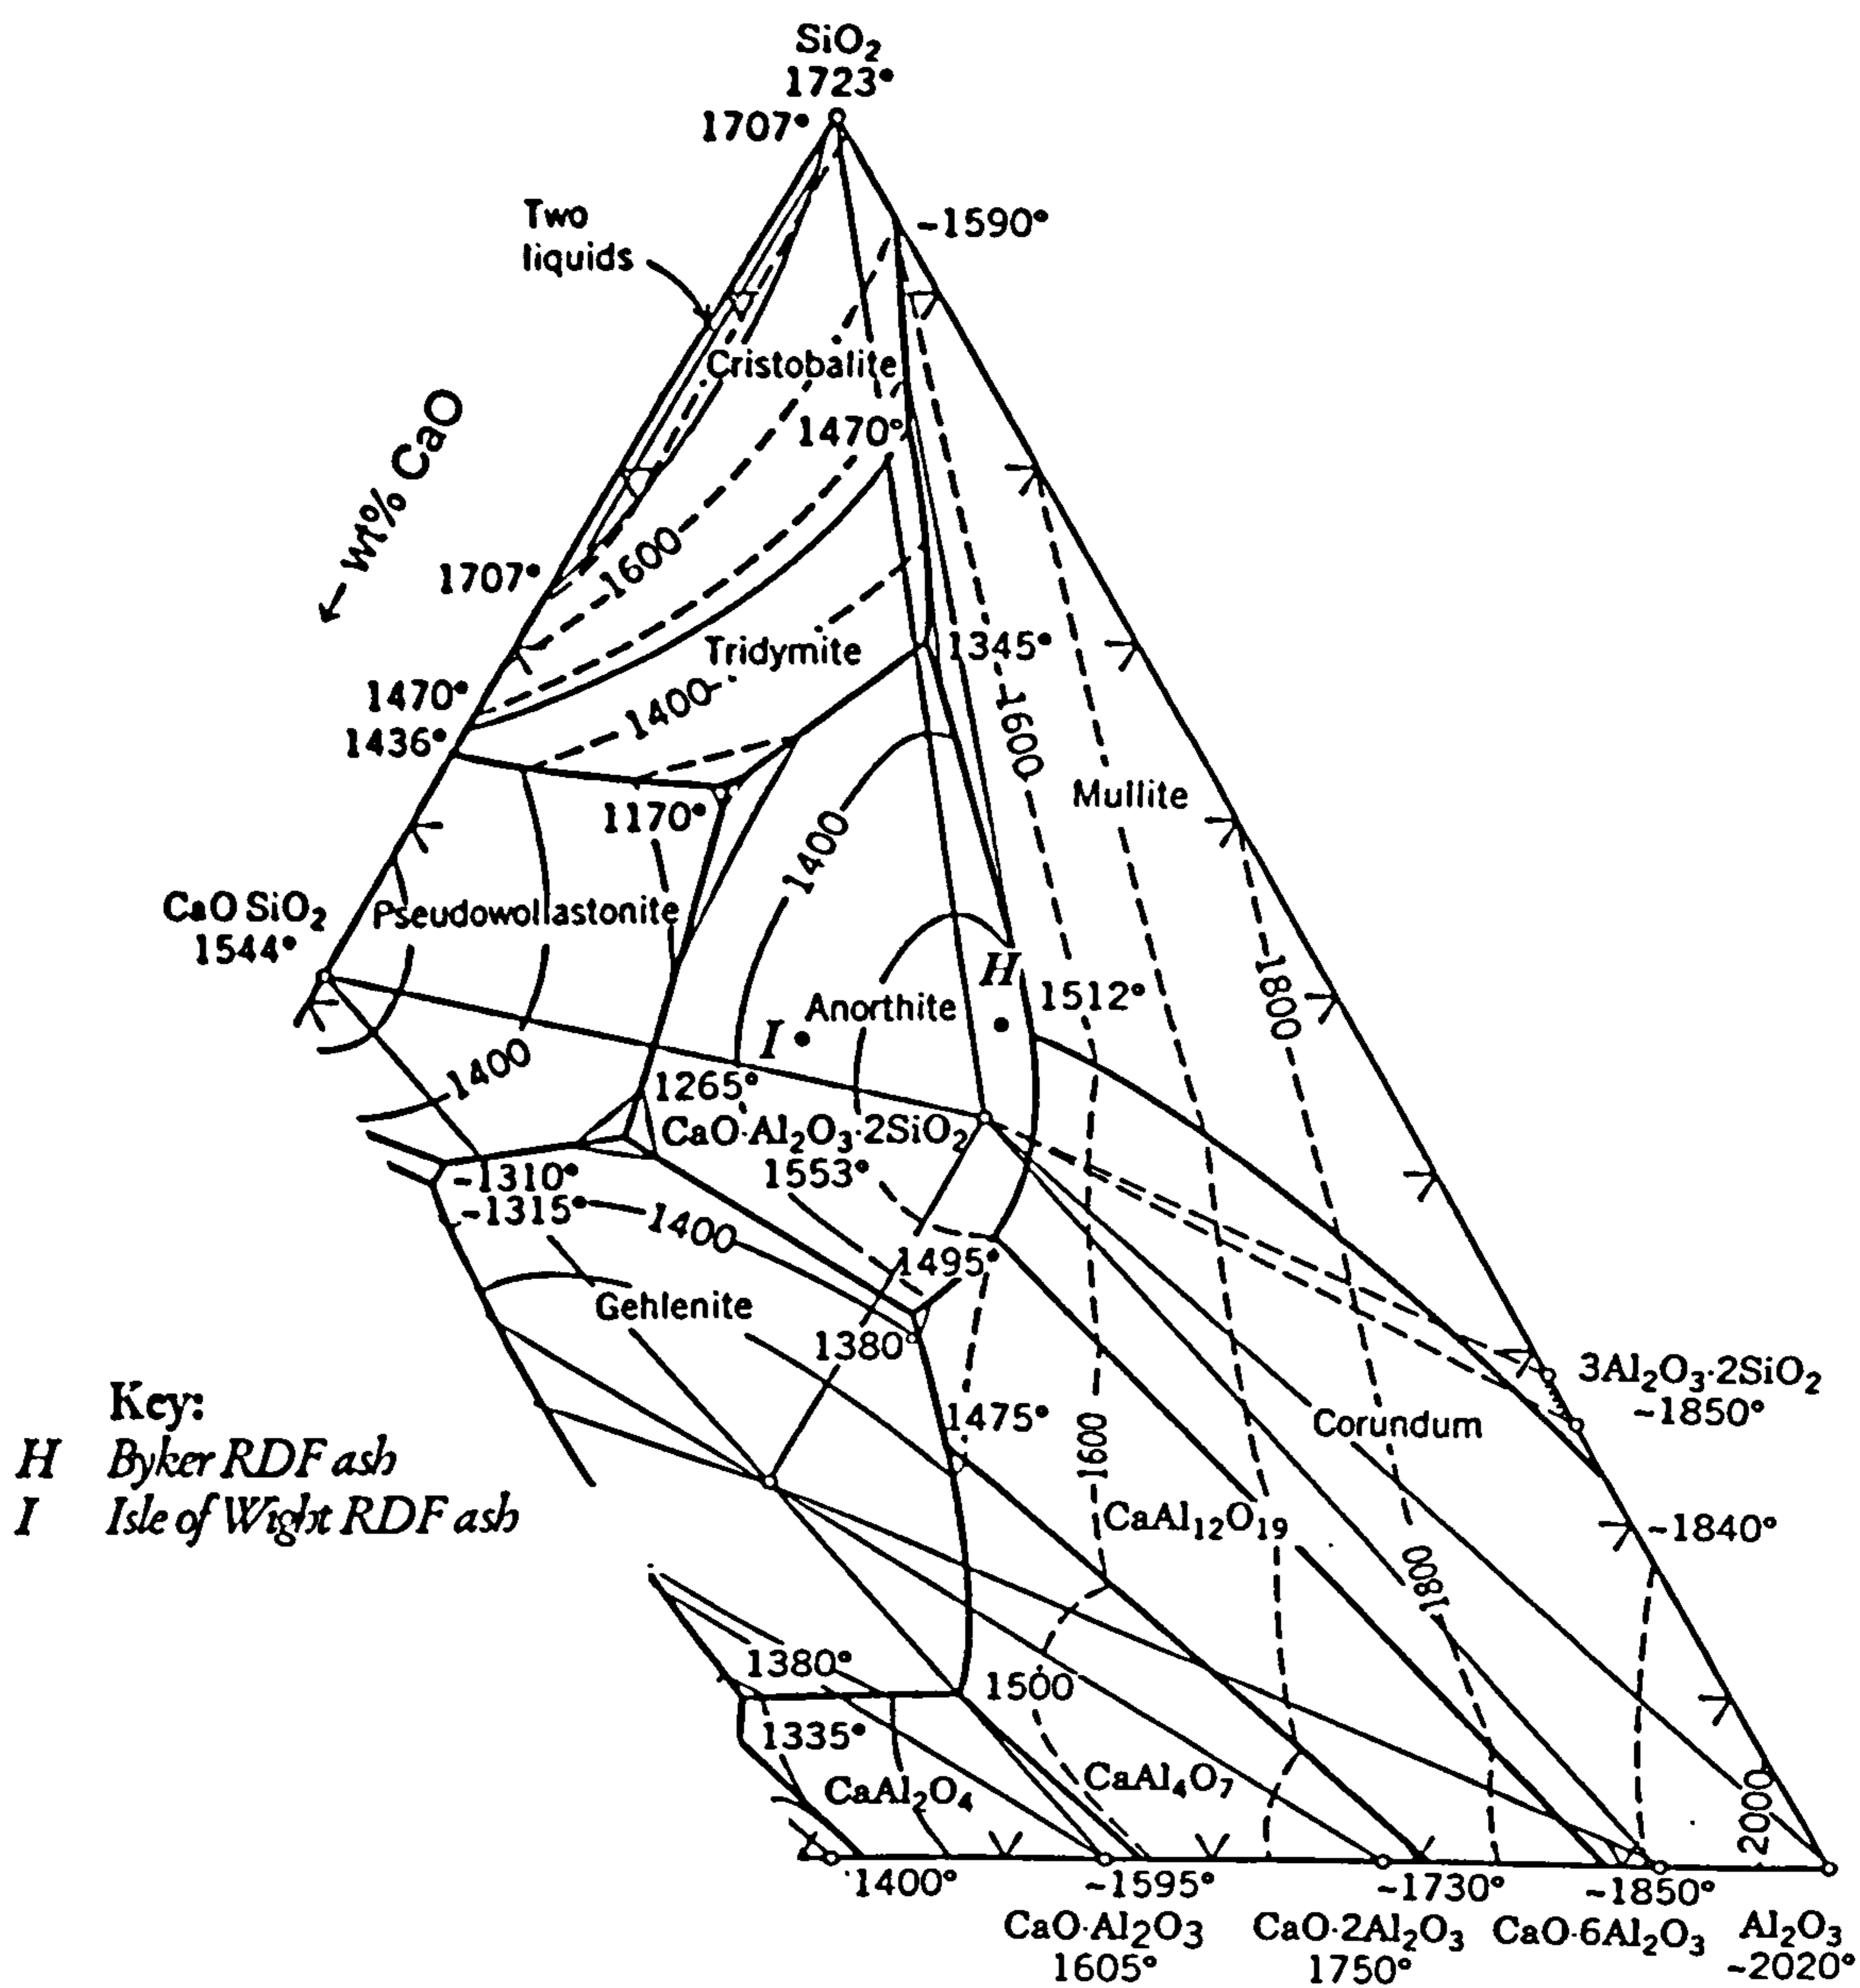 SiO₂
1723°
1707°
~1590°
Two
liquids
Cristobalite
1470°
← wt% CaO
1600
1707°
Tridymite
1345°
1470°
1400
1436°
1600
Mullite
1170°
1400
CaO SiO₂
1544°
Pseudowollastonite
H
1512°
1800
I
Anorthite
1400
1265°
CaO·Al₂O₃·2SiO₂
1553°
~1310°
~1315°
1400
1495°
Gehlenite
1380°
3Al₂O₃·2SiO₂
~1850°
Key:
H Byker RDF ash
I Isle of Wight RDF ash
1475°
1600
Corundum
CaAl₁₂O₁₉
~1840°
1800
1380°
1500
1335°
CaAl₂O₄
CaAl₄O₇
2000
1400°
~1595°
~1730°
~1850°
CaO·Al₂O₃
1605°
CaO·2Al₂O₃
1750°
CaO·6Al₂O₃
Al₂O₃
~2020°